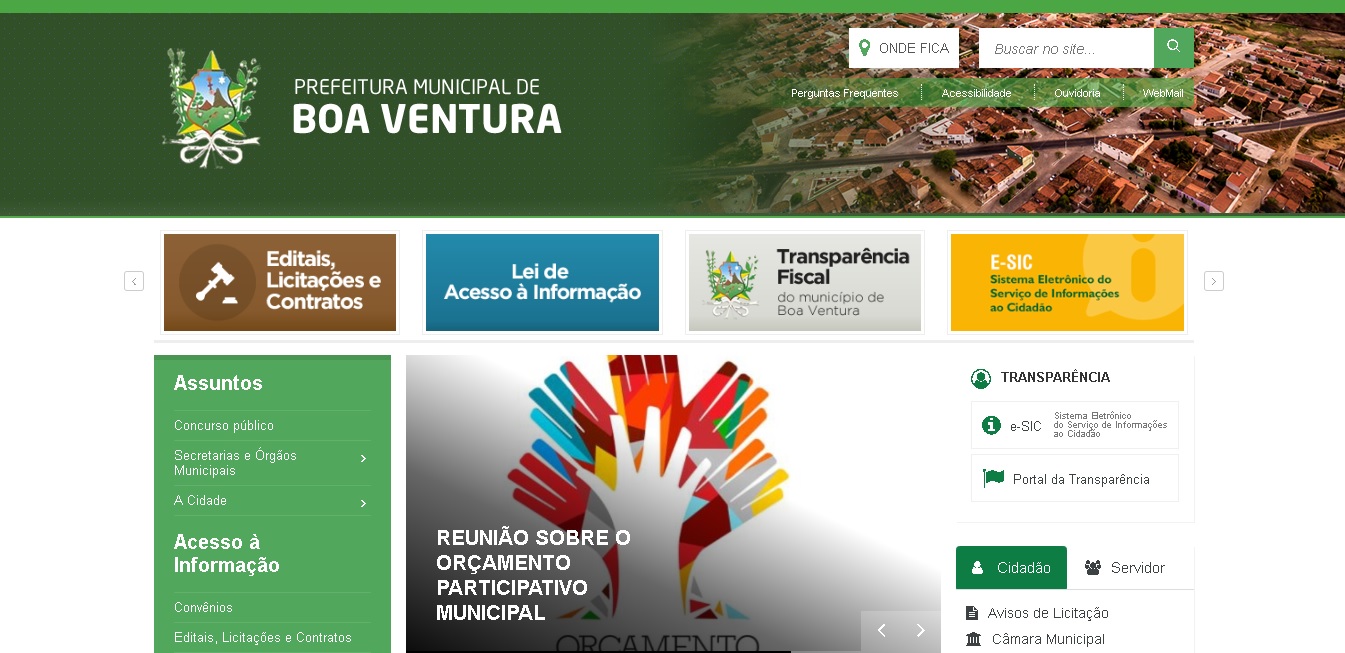 ONDE FICA
Buscar no site...
PREFEITURA MUNICIPAL DE
BOA VENTURA
Perguntas Freqüentes
Acessibilidade
Ouvidoria
WebMail
Editais,
Licitações e
Contratos
Lei de
Acesso à Informação
Transparência
Fiscal
do município de
Boa Ventura
E-SIC
Sistema Eletrônico do
Serviço de Informações
ao Cidadão
Assuntos
Concurso público
Secretarias e Órgãos
Municipais
A Cidade
Acesso à
Informação
Convênios
Editais, Licitações e Contratos
REUNIÃO SOBRE O
ORÇAMENTO
PARTICIPATIVO
MUNICIPAL
ORÇAMENTO
TRANSPARÊNCIA
e-SIC
Sistema Eletrônico
do Serviço de Informações
ao Cidadão
Portal da Transparência
Cidadão
Servidor
Avisos de Licitação
Câmara Municipal